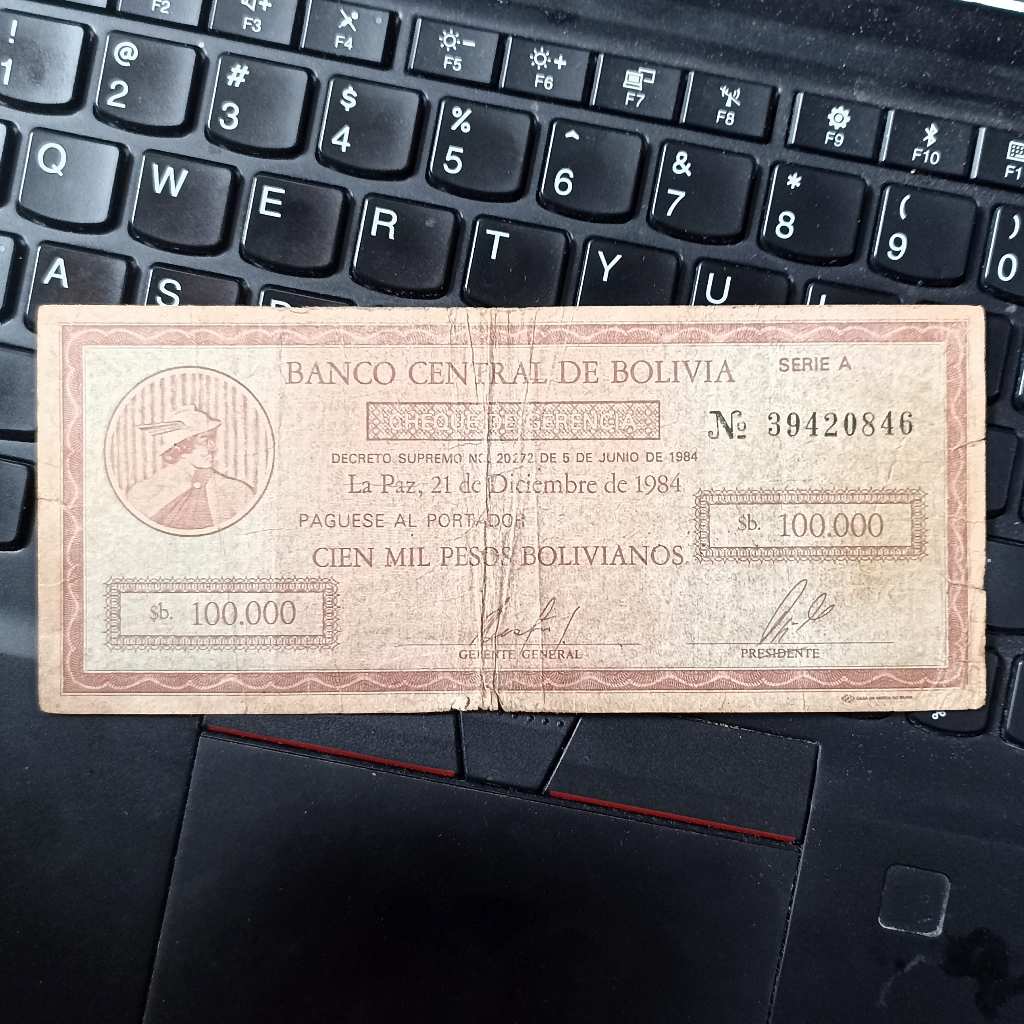 F2 F3 F4 F5 F6 F7 F8 F9 F10 F1
! 1 @ 2 # 3 $ 4 % 5 ^ 6 & 7 * 8 ( 9 ) 0
Q W E R T Y U
A S
BANCO CENTRAL DE BOLIVIA
SERIE A
CHEQUE DE GERENCIA
Nº 39420846
DECRETO SUPREMO No. 20272 DE 5 DE JUNIO DE 1984
La Paz, 21 de Diciembre de 1984
PAGUESE AL PORTADOR
$b. 100.000
CIEN MIL PESOS BOLIVIANOS.
$b. 100.000
GERENTE GENERAL
PRESIDENTE